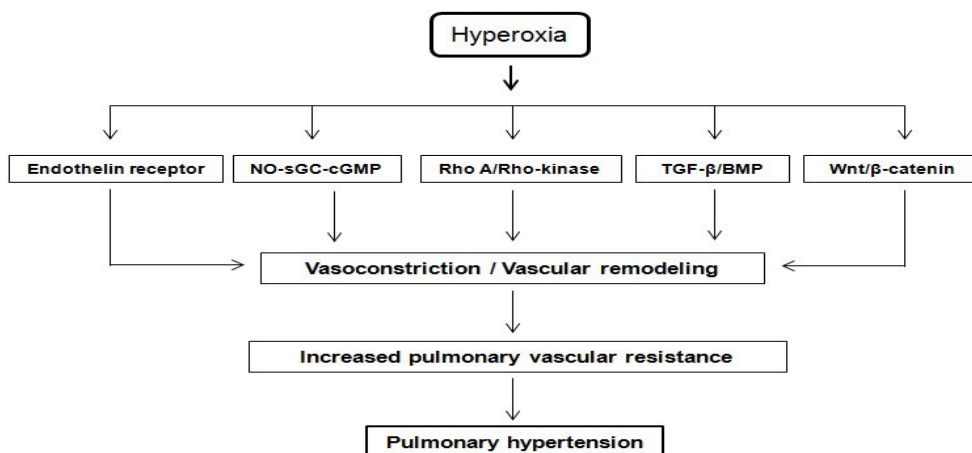 Hyperoxia
Endothelin receptor
NO-sGC-cGMP
Rho A/Rho-kinase
TGF-β/BMP
Wnt/β-catenin
Vasoconstriction / Vascular remodeling
Increased pulmonary vascular resistance
Pulmonary hypertension